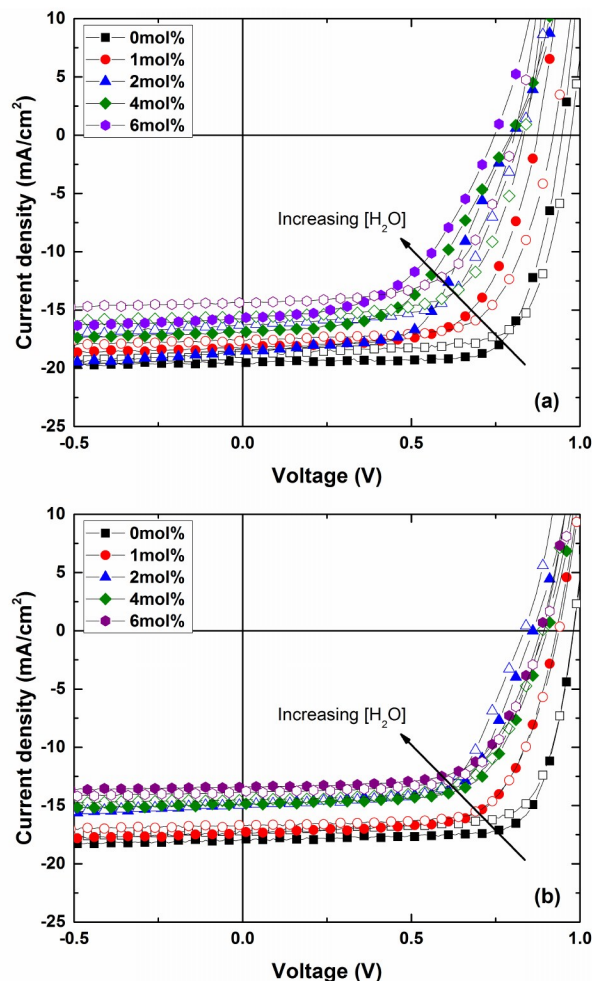 10
5
0
-5
-10
-15
-20
-25
Current density (mA/cm²)
0mol%
1mol%
2mol%
4mol%
6mol%
Increasing [H₂O]
(a)
-0.5
0.0
0.5
1.0
Voltage (V)
10
5
0
-5
-10
-15
-20
-25
Current density (mA/cm²)
0mol%
1mol%
2mol%
4mol%
6mol%
Increasing [H₂O]
(b)
-0.5
0.0
0.5
1.0
Voltage (V)